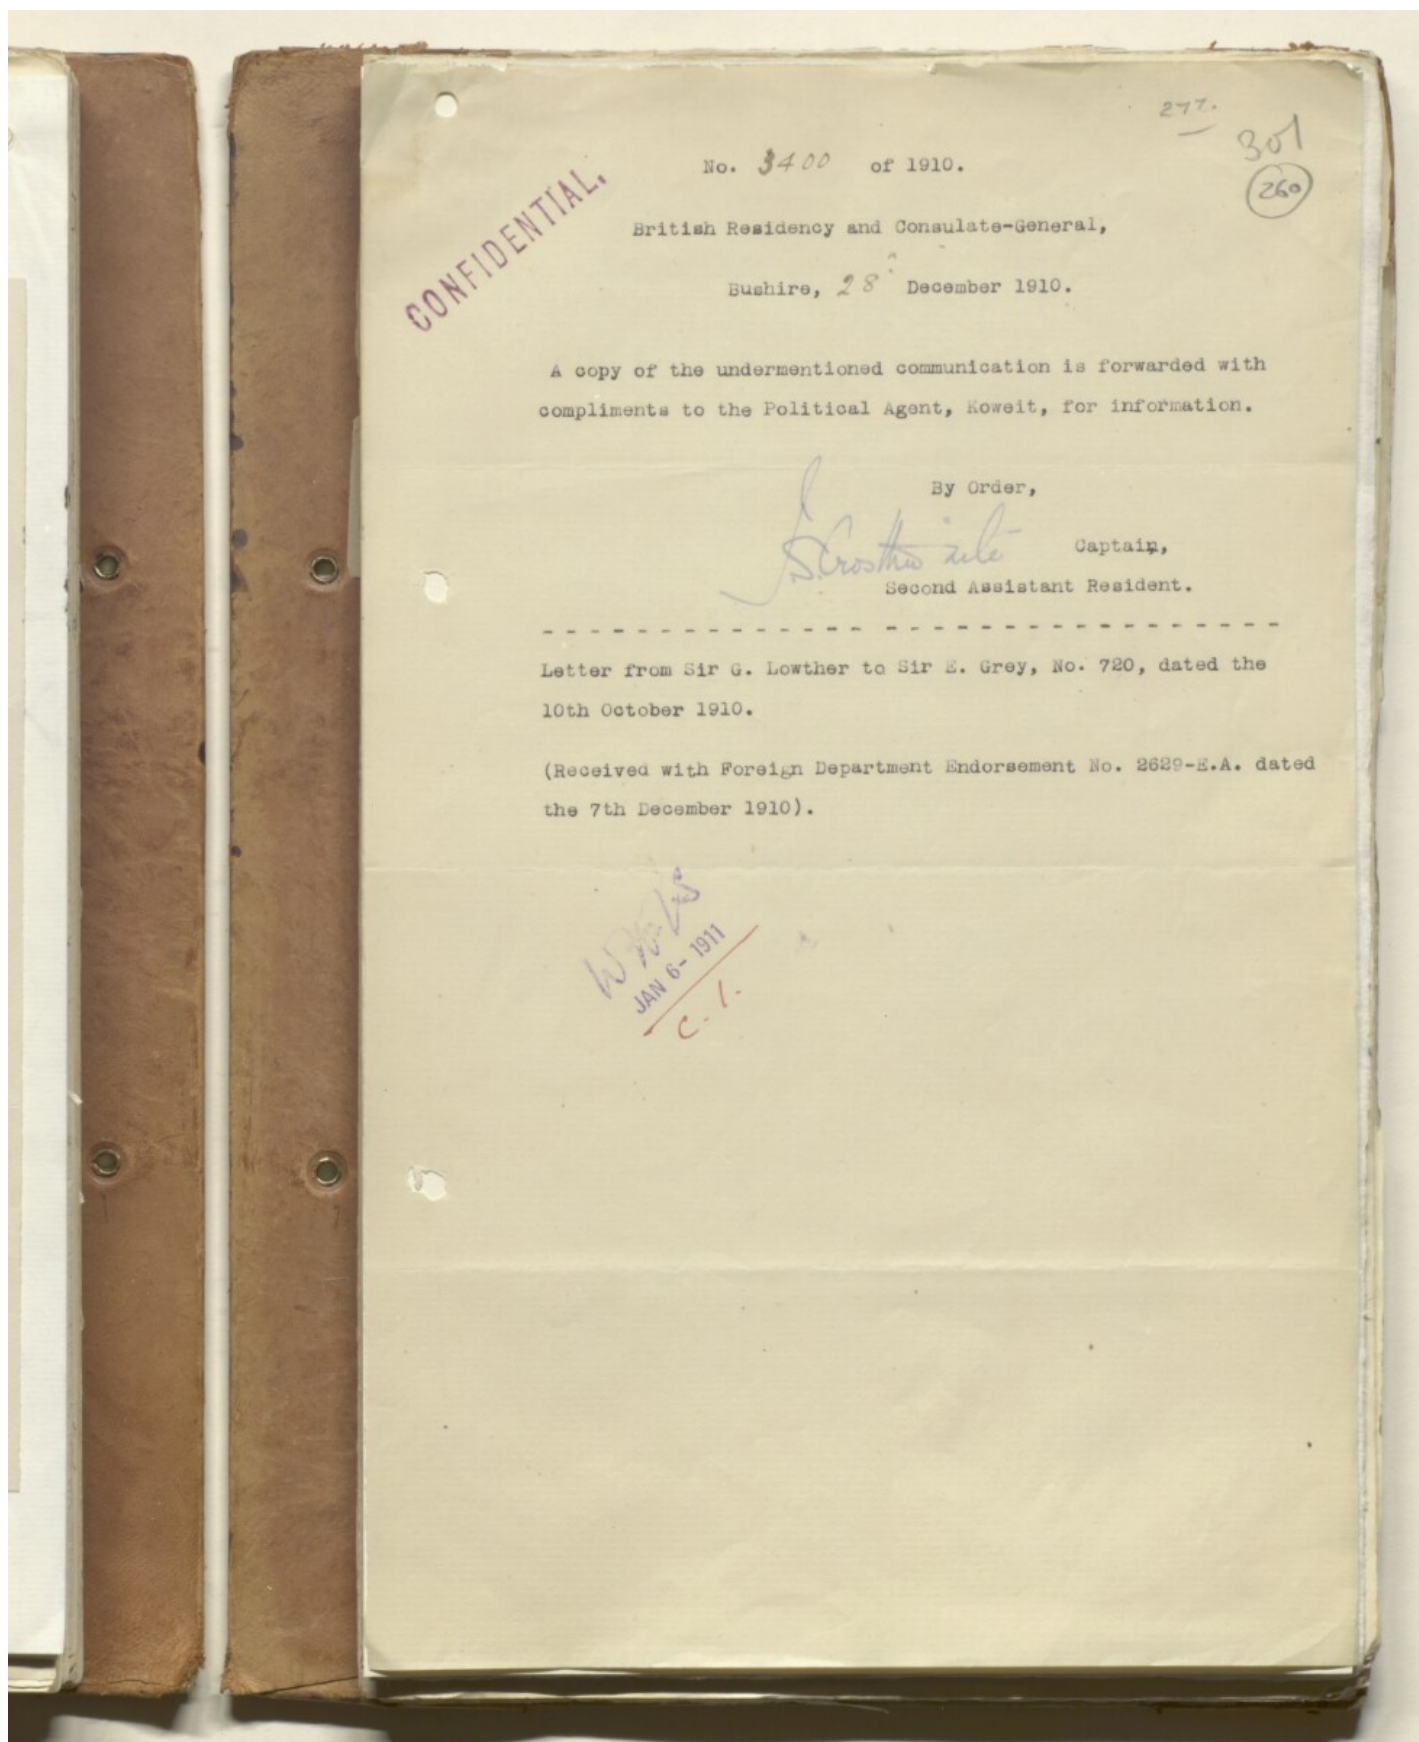 277.
301
260
CONFIDENTIAL.
No. 3400 of 1910.
British Residency and Consulate-General,
Bushire, 28 December 1910.
A copy of the undermentioned communication is forwarded with
compliments to the Political Agent, Koweit, for information.
By Order,
Crosthwaite Captain,
Second Assistant Resident.
- - - - - - - - - - - - - - - - - - - - - - - - - - - - - - -
Letter from Sir G. Lowther to Sir E. Grey, No. 720, dated the
10th October 1910.
(Received with Foreign Department Endorsement No. 2629-E.A. dated
the 7th December 1910).
JAN 6- 1911
C. 1.